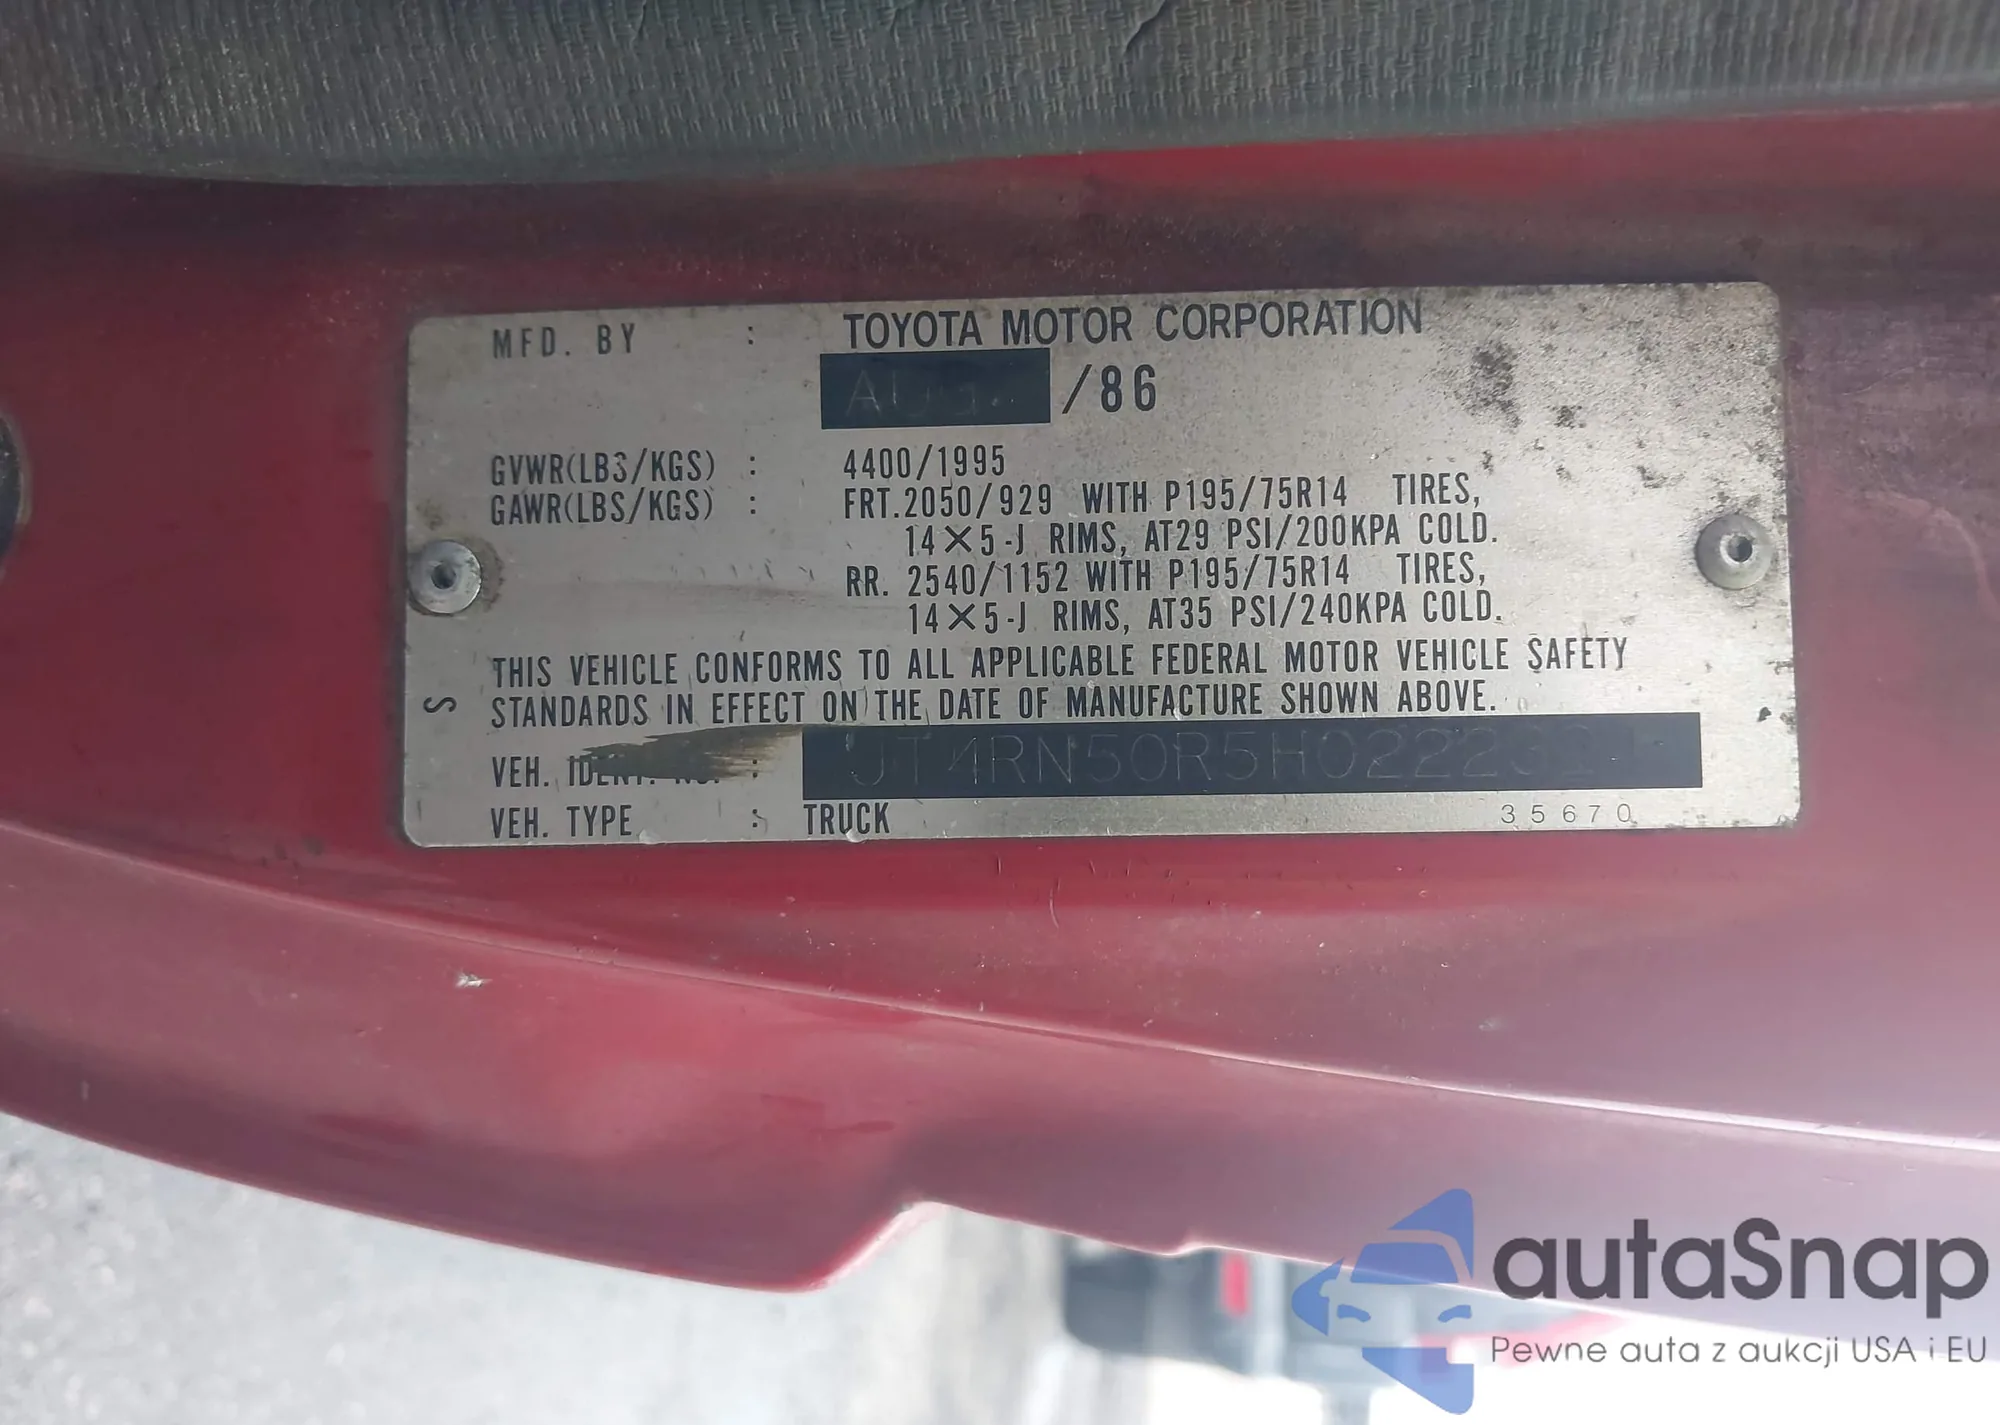 MFD. BY : TOYOTA MOTOR CORPORATION
/86
GVWR(LBS/KGS) : 4400/1995
GAWR(LBS/KGS) : FRT.2050/929 WITH P195/75R14 TIRES,
14×5-J RIMS, AT29 PSI/200KPA COLD.
RR. 2540/1152 WITH P195/75R14 TIRES,
14×5-J RIMS, AT35 PSI/240KPA COLD.
THIS VEHICLE CONFORMS TO ALL APPLICABLE FEDERAL MOTOR VEHICLE SAFETY
S STANDARDS IN EFFECT ON THE DATE OF MANUFACTURE SHOWN ABOVE.
VEH. IDENT. NO. :
VEH. TYPE : TRUCK 35670
autaSnap
Pewne auta z aukcji USA i EU